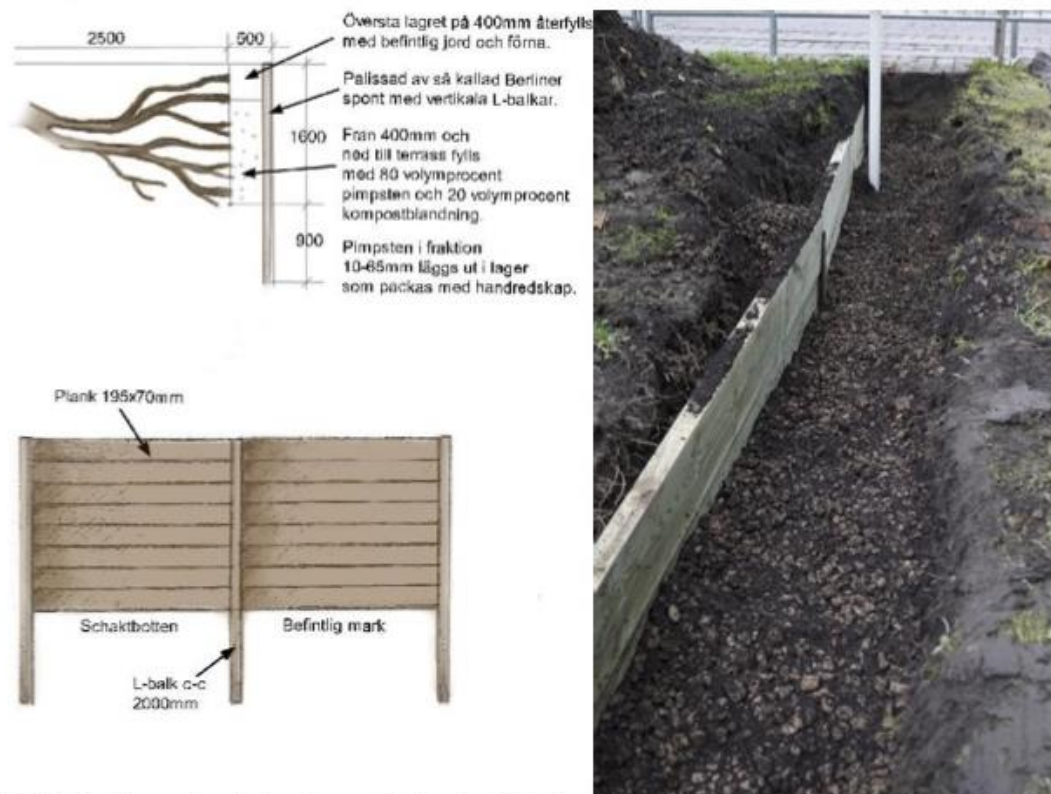 2500
500
Översta lagret på 400mm återfylls
med befintlig jord och förna.
Palissad av så kallad Berliner
spont med vertikala L-balkar.
1600
Från 400mm och
ned till terrass fylls
med 80 volymprocent
pimpsten och 20 volymprocent
kompostblandning.
900
Pimpsten i fraktion
10-65mm läggs ut i lager
som packas med handredskap.
Plank 195x70mm
Schaktbotten
Befintlig mark
L-balk c-c
2000mm